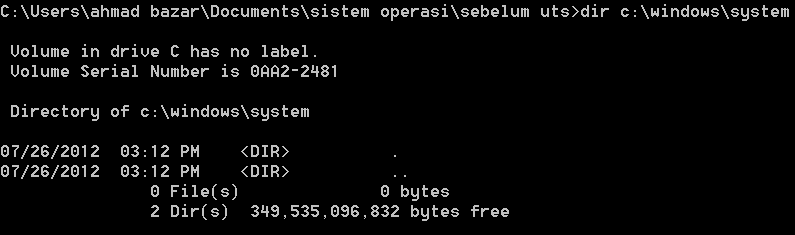 C:\Users\ahmad bazar\Documents\sistem operasi\sebelum uts>dir c:\windows\system
Volume in drive C has no label.
Volume Serial Number is 0AA2-2481
Directory of c:\windows\system
07/26/2012  03:12 PM    <DIR>          .
07/26/2012  03:12 PM    <DIR>          ..
0 File(s)              0 bytes
2 Dir(s)  349,535,096,832 bytes free